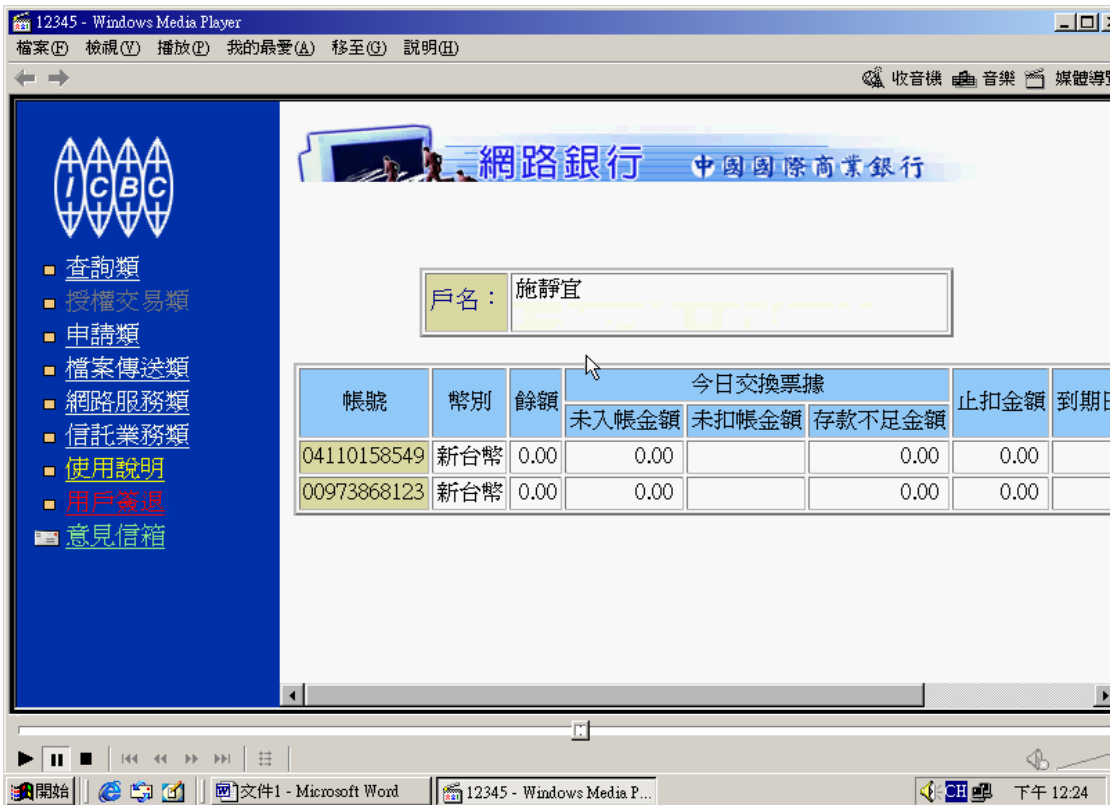 12345 - Windows Media Player
檔案(F) 檢視(V) 播放(P) 我的最愛(A) 移至(G) 說明(H)
收音機 音樂 媒體導覽
ICBC
網路銀行 中國國際商業銀行
查詢類
授權交易類
申請類
檔案傳送類
網路服務類
信託業務類
使用說明
用戶簽退
意見信箱
戶名： 施靜宜
帳號 幣別 餘額 今日交換票據 止扣金額 到期日
未入帳金額 未扣帳金額 存款不足金額
04110158549 新台幣 0.00 0.00 0.00 0.00
00973868123 新台幣 0.00 0.00 0.00 0.00
開始 文件1 - Microsoft Word 12345 - Windows Media P... CH 下午 12:24